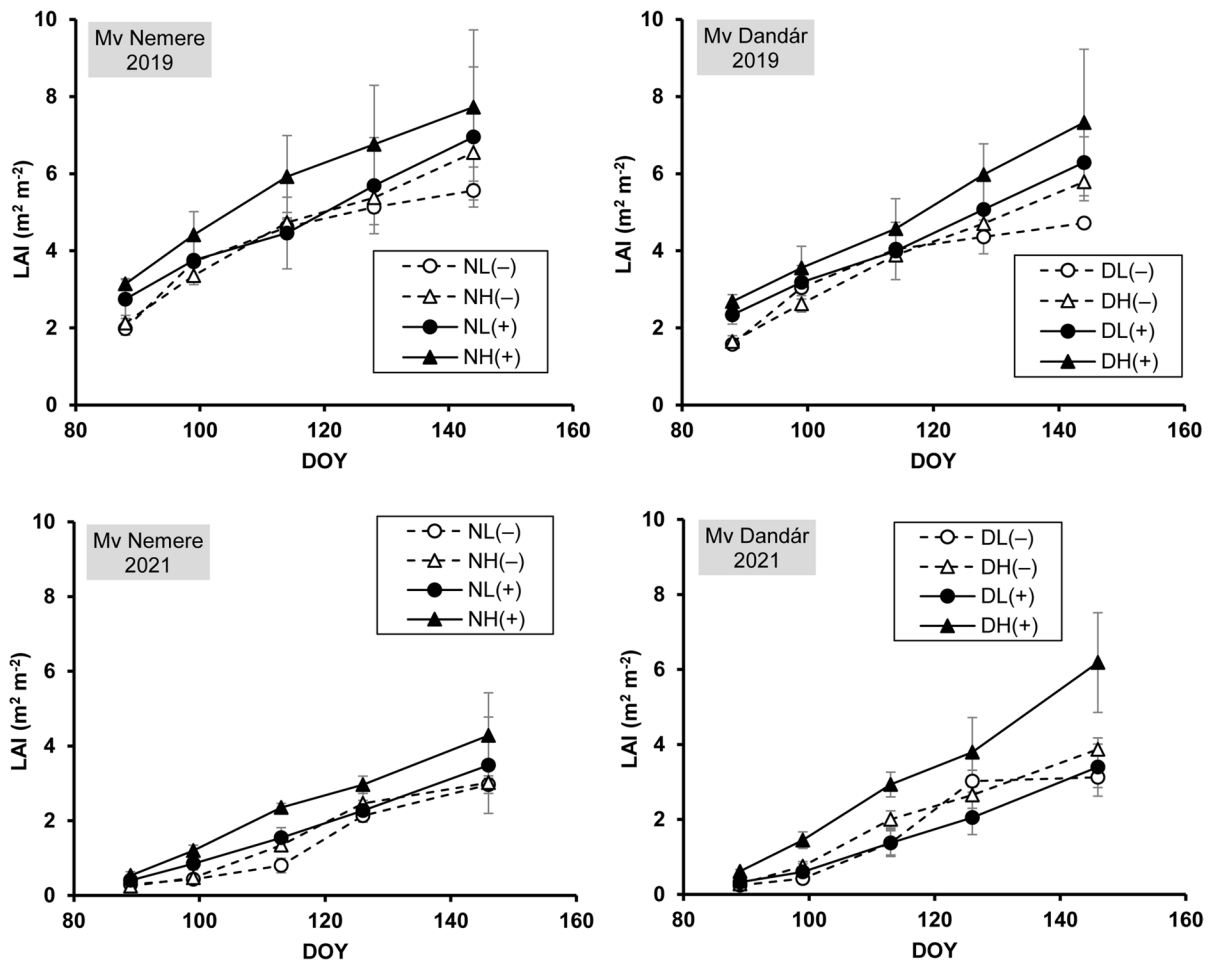 Mv Nemere
2019
LAI (m² m⁻²)
10
8
6
4
2
0
NL(–)
NH(–)
NL(+)
NH(+)
80
100
120
140
160
DOY
Mv Dandár
2019
LAI (m² m⁻²)
10
8
6
4
2
0
DL(–)
DH(–)
DL(+)
DH(+)
80
100
120
140
160
DOY
Mv Nemere
2021
LAI (m² m⁻²)
10
8
6
4
2
0
NL(–)
NH(–)
NL(+)
NH(+)
80
100
120
140
160
DOY
Mv Dandár
2021
LAI (m² m⁻²)
10
8
6
4
2
0
DL(–)
DH(–)
DL(+)
DH(+)
80
100
120
140
160
DOY